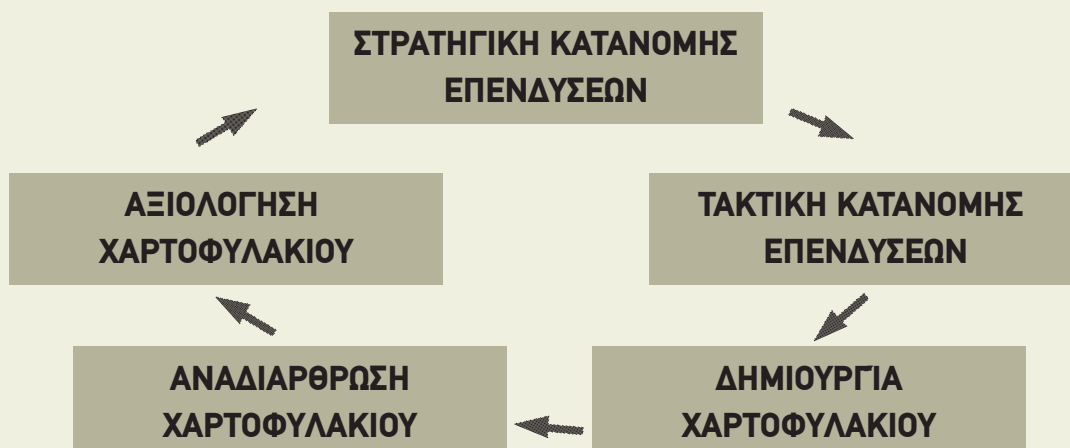 ΣΤΡΑΤΗΓΙΚΗ ΚΑΤΑΝΟΜΗΣ
ΕΠΕΝΔΥΣΕΩΝ
ΤΑΚΤΙΚΗ ΚΑΤΑΝΟΜΗΣ
ΕΠΕΝΔΥΣΕΩΝ
ΔΗΜΙΟΥΡΓΙΑ
ΧΑΡΤΟΦΥΛΑΚΙΟΥ
ΑΝΑΔΙΑΡΘΡΩΣΗ
ΧΑΡΤΟΦΥΛΑΚΙΟΥ
ΑΞΙΟΛΟΓΗΣΗ
ΧΑΡΤΟΦΥΛΑΚΙΟΥ